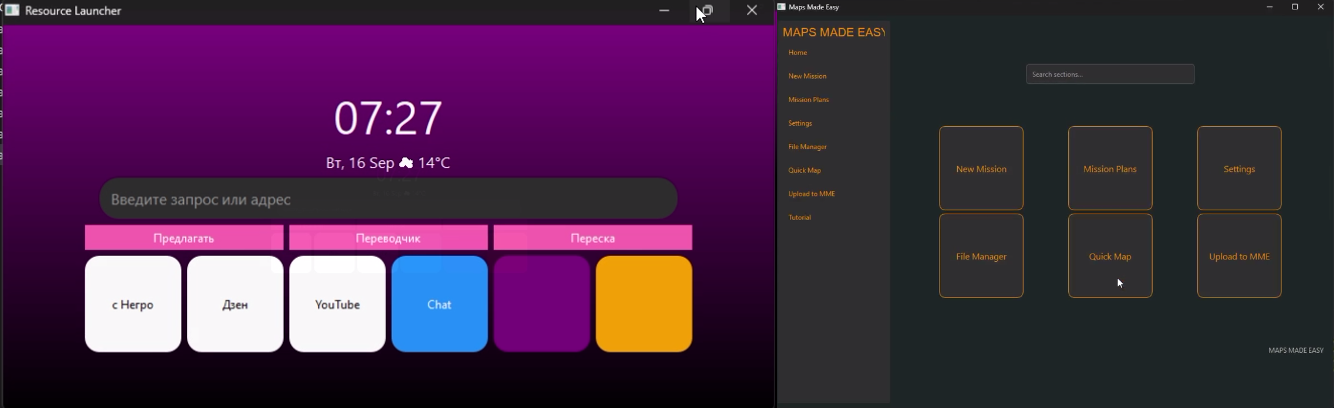 Resource Launcher
07:27
Вт, 16 Sep 14°C
Введите запрос или адрес
Предлагать
Переводчик
Переска
с Негро
Дзен
YouTube
Chat
Maps Made Easy
MAPS MADE EASY
Home
New Mission
Mission Plans
Settings
File Manager
Quick Map
Upload to MME
Tutorial
Search sections...
New Mission
Mission Plans
Settings
File Manager
Quick Map
Upload to MME
MAPS MADE EASY